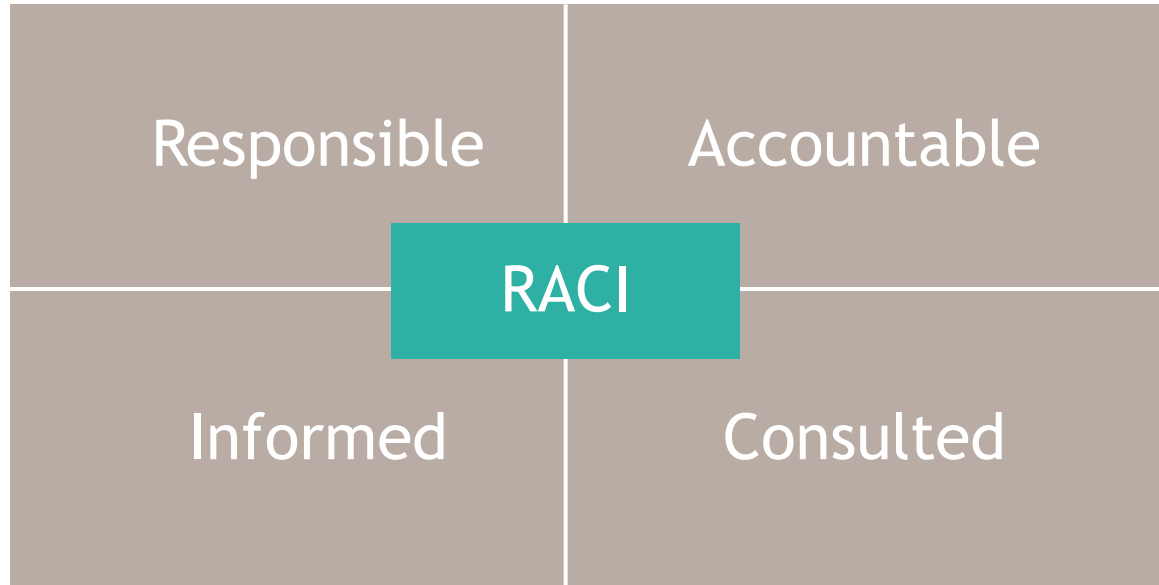 Responsible
Accountable
RACI
Informed
Consulted